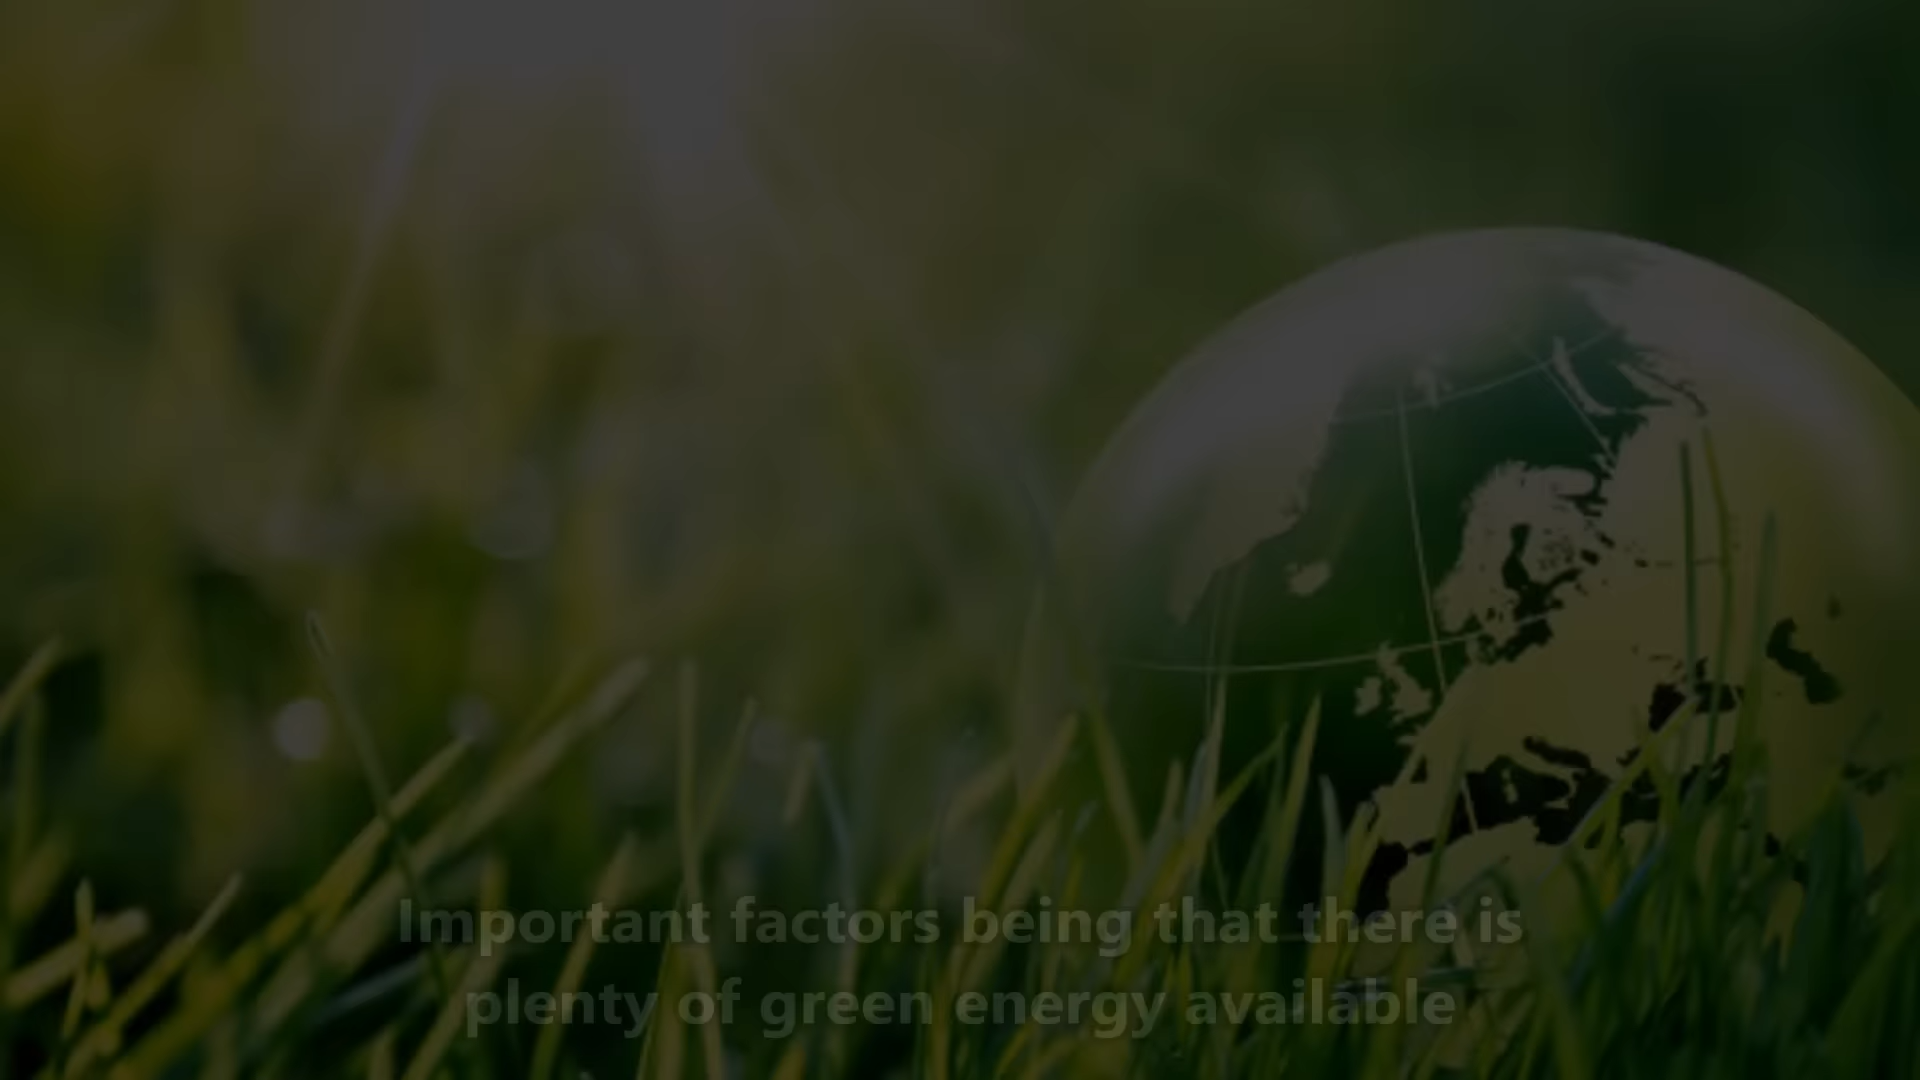 Important factors being that there is
plenty of green energy available